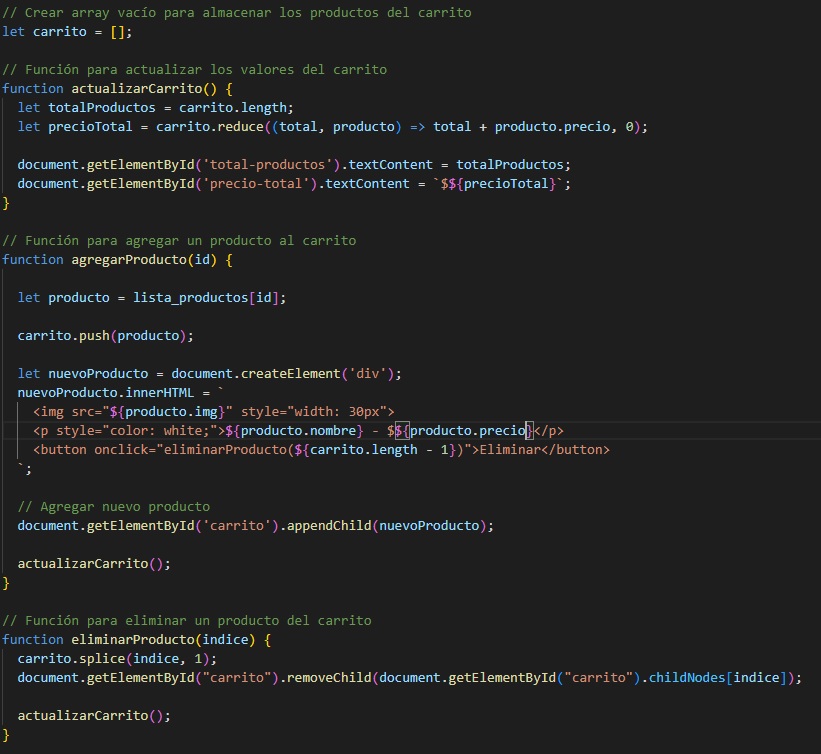 // Crear array vacío para almacenar los productos del carrito
let carrito = [];
// Función para actualizar los valores del carrito
function actualizarCarrito() {
  let totalProductos = carrito.length;
  let precioTotal = carrito.reduce((total, producto) => total + producto.precio, 0);
  document.getElementById('total-productos').textContent = totalProductos;
  document.getElementById('precio-total').textContent = `$${precioTotal}`;
}
// Función para agregar un producto al carrito
function agregarProducto(id) {
  let producto = lista_productos[id];
  carrito.push(producto);
  let nuevoProducto = document.createElement('div');
  nuevoProducto.innerHTML = `
    <img src="${producto.img}" style="width: 30px">
    <p style="color: white;">${producto.nombre} - $${producto.precio}</p>
    <button onclick="eliminarProducto(${carrito.length - 1})">Eliminar</button>
  `;
  // Agregar nuevo producto
  document.getElementById('carrito').appendChild(nuevoProducto);
  actualizarCarrito();
}
// Función para eliminar un producto del carrito
function eliminarProducto(indice) {
  carrito.splice(indice, 1);
  document.getElementById("carrito").removeChild(document.getElementById("carrito").childNodes[indice]);
  actualizarCarrito();
}